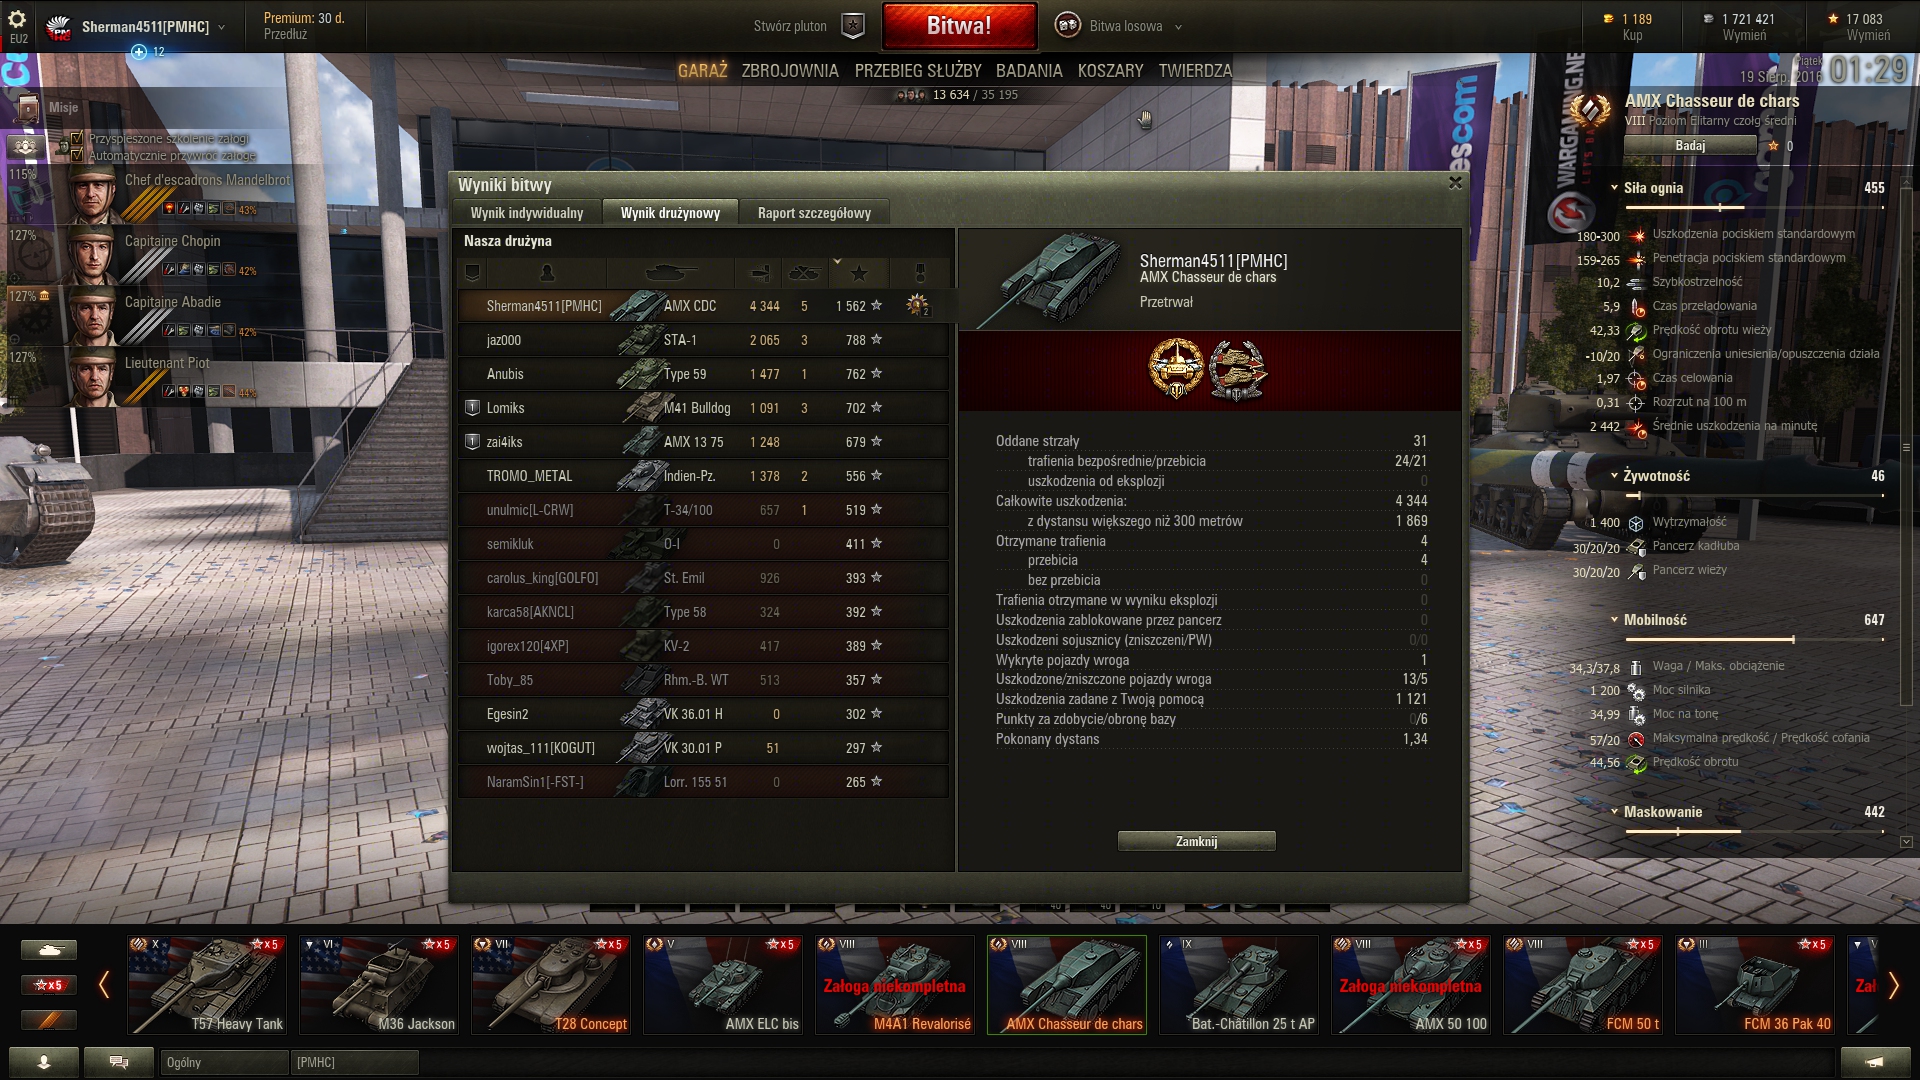 EU2
Sherman4511[PMHC]
12
Premium: 30 d.
Przedłuż
Stwórz pluton
Bitwa!
Bitwa losowa
1 189
Kup
1 721 421
Wymień
17 083
Wymień
GARAŻ ZBROJOWNIA PRZEBIEG SŁUŻBY BADANIA KOSZARY TWIERDZA
13 634 / 35 195
Piątek
19 Sierp. 2016
01:29
Misje
Przyspieszone szkolenie załogi
Automatycznie przywróć załogę
115%
Chef d'escadrons Mandelbrot
43%
127%
Capitaine Chopin
42%
127%
Capitaine Abadie
42%
127%
Lieutenant Piot
44%
escom
WARGAMING.NET
LET'S BA
Wyniki bitwy
Wynik indywidualny
Wynik drużynowy
Raport szczegółowy
Nasza drużyna
Sherman4511[PMHC] AMX CDC 4 344 5 1 562 2
jaz000 STA-1 2 065 3 788
Anubis Type 59 1 477 1 762
1 Lomiks M41 Bulldog 1 091 3 702
1 zai4iks AMX 13 75 1 248 679
TROMO_METAL Indien-Pz. 1 378 2 556
unulmic[L-CRW] T-34/100 657 1 519
semikluk O-I 0 411
carolus_king[GOLFO] St. Emil 926 393
karca58[AKNCL] Type 58 324 392
igorex120[4XP] KV-2 417 389
Toby_85 Rhm.-B. WT 513 357
Egesin2 VK 36.01 H 0 302
wojtas_111[KOGUT] VK 30.01 P 51 297
NaramSin1[-FST-] Lorr. 155 51 0 265
Sherman4511[PMHC]
AMX Chasseur de chars
Przetrwał
Oddane strzały 31
trafienia bezpośrednie/przebicia 24/21
uszkodzenia od eksplozji 0
Całkowite uszkodzenia: 4 344
z dystansu większego niż 300 metrów 1 869
Otrzymane trafienia 4
przebicia 4
bez przebicia 0
Trafienia otrzymane w wyniku eksplozji 0
Uszkodzenia zablokowane przez pancerz 0
Uszkodzeni sojusznicy (zniszczeni/PW) 0/0
Wykryte pojazdy wroga 1
Uszkodzone/zniszczone pojazdy wroga 13/5
Uszkodzenia zadane z Twoją pomocą 1 121
Punkty za zdobycie/obronę bazy 0/6
Pokonany dystans 1,34
Zamknij
AMX Chasseur de chars
VIII Poziom Elitarny czołg średni
Badaj
0
Siła ognia 455
180-300 Uszkodzenia pociskiem standardowym
159-265 Penetracja pociskiem standardowym
10,2 Szybkostrzelność
5,9 Czas przeładowania
42,33 Prędkość obrotu wieży
-10/20 Ograniczenia uniesienia/opuszczenia działa
1,97 Czas celowania
0,31 Rozrzut na 100 m
2 442 Średnie uszkodzenia na minutę
Żywotność 46
1 400 Wytrzymałość
30/20/20 Pancerz kadłuba
30/20/20 Pancerz wieży
Mobilność 647
34,3/37,8 Waga / Maks. obciążenie
1 200 Moc silnika
34,99 Moc na tonę
57/20 Maksymalna prędkość / Prędkość cofania
44,56 Prędkość obrotu
Maskowanie 442
40 40 10
x5
X x5 T57 Heavy Tank
VI x5 M36 Jackson
VII x5 T28 Concept
V x5 AMX ELC bis
VIII Załoga niekompletna M4A1 Revalorisé
VIII AMX Chasseur de chars
IX Bat.-Châtillon 25 t AP
VIII x5 Załoga niekompletna AMX 50 100
VIII x5 FCM 50 t
III x5 FCM 36 Pak 40
Zał
Ogólny
[PMHC]